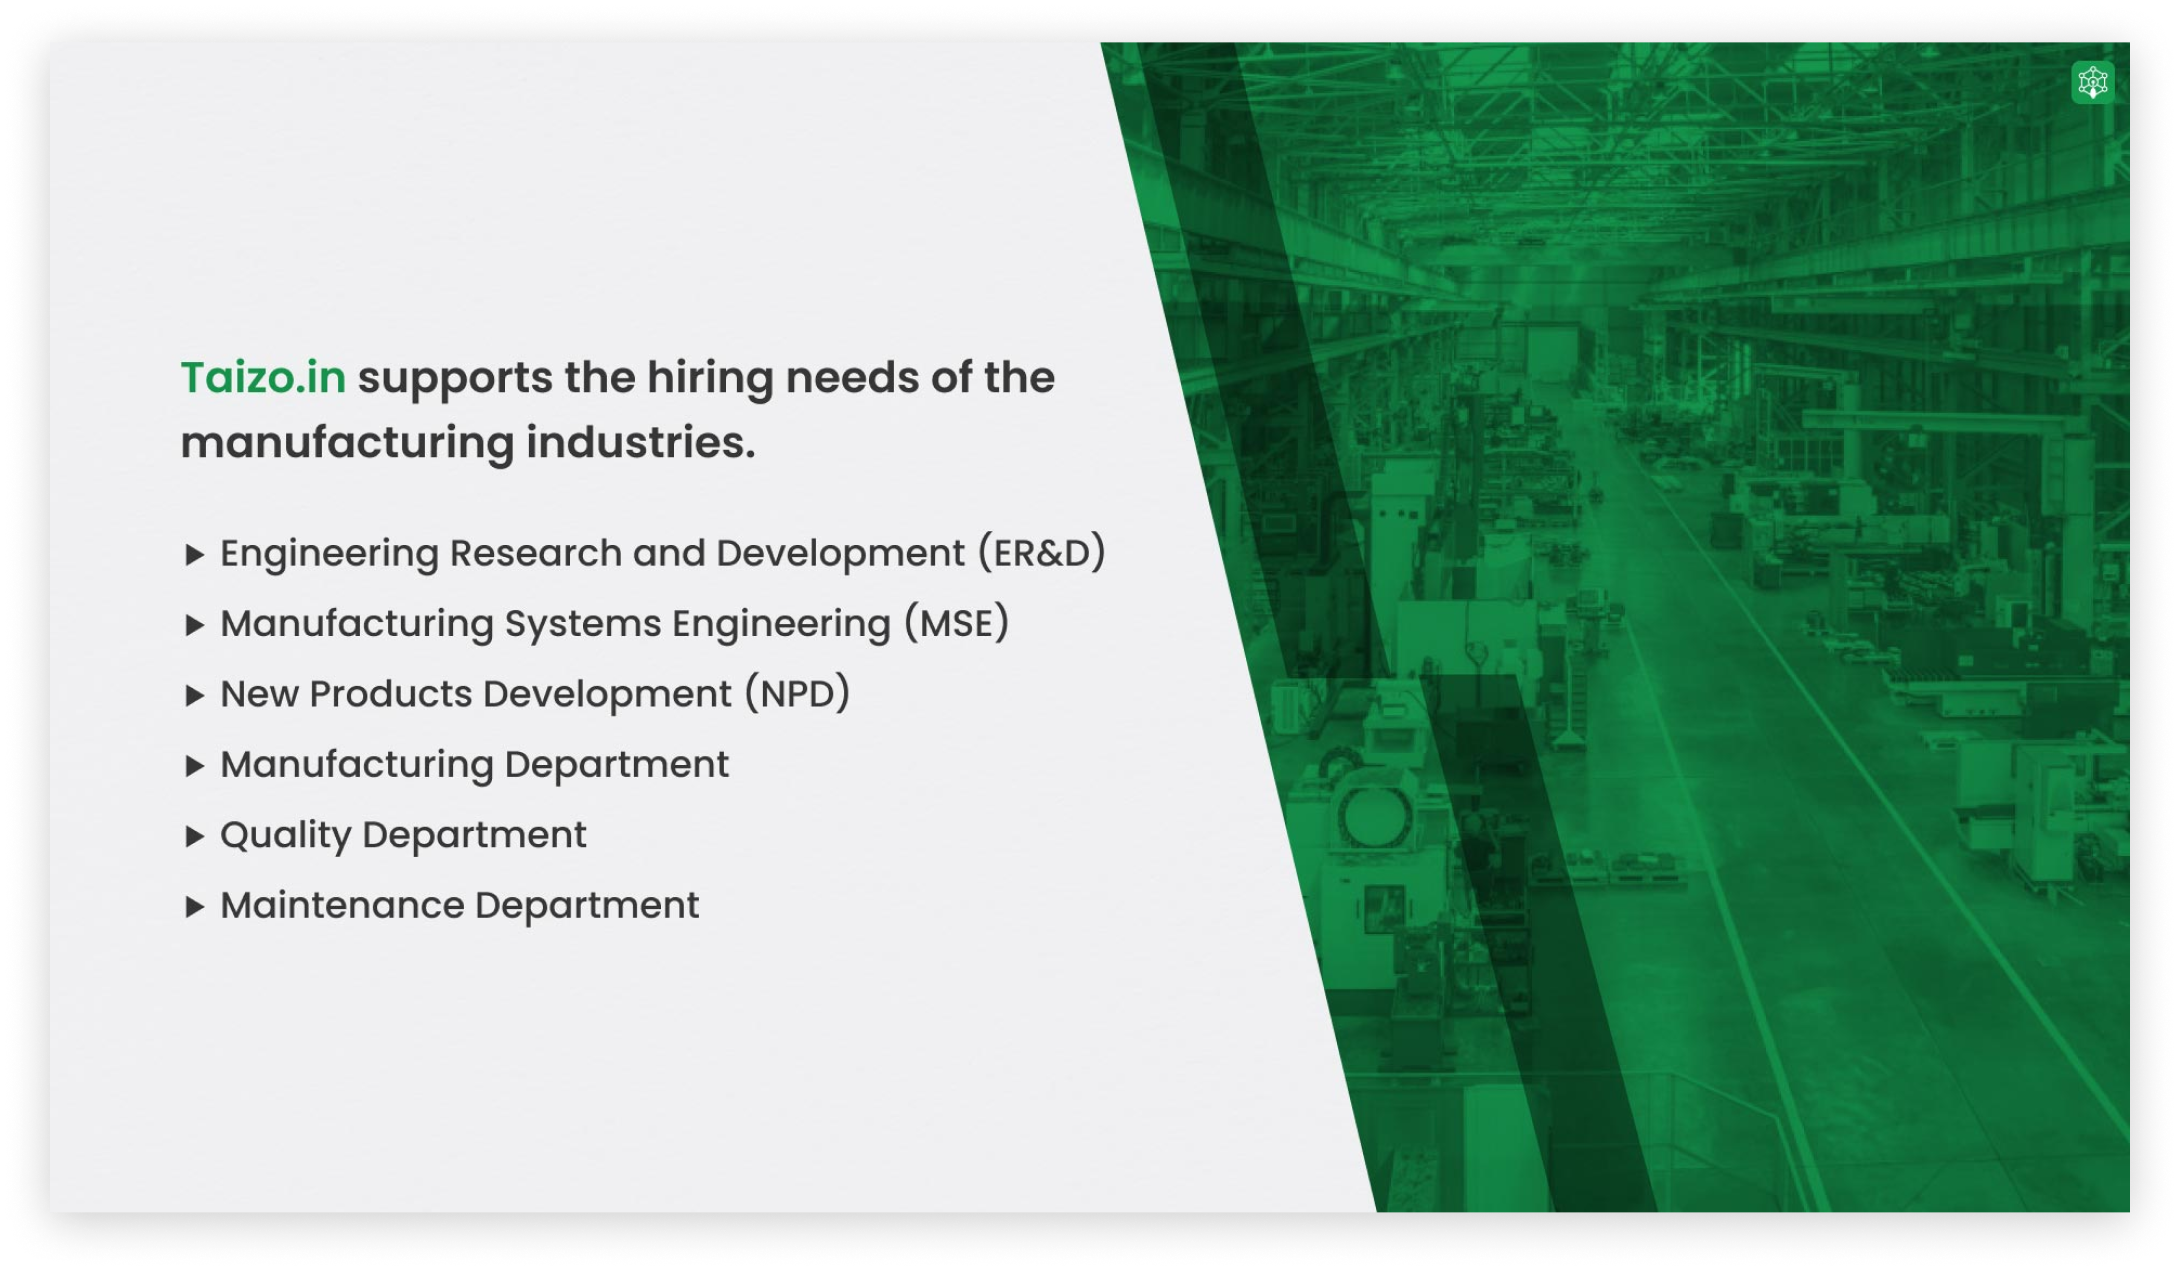 Taizo.in supports the hiring needs of the
manufacturing industries.
▶ Engineering Research and Development (ER&D)
▶ Manufacturing Systems Engineering (MSE)
▶ New Products Development (NPD)
▶ Manufacturing Department
▶ Quality Department
▶ Maintenance Department